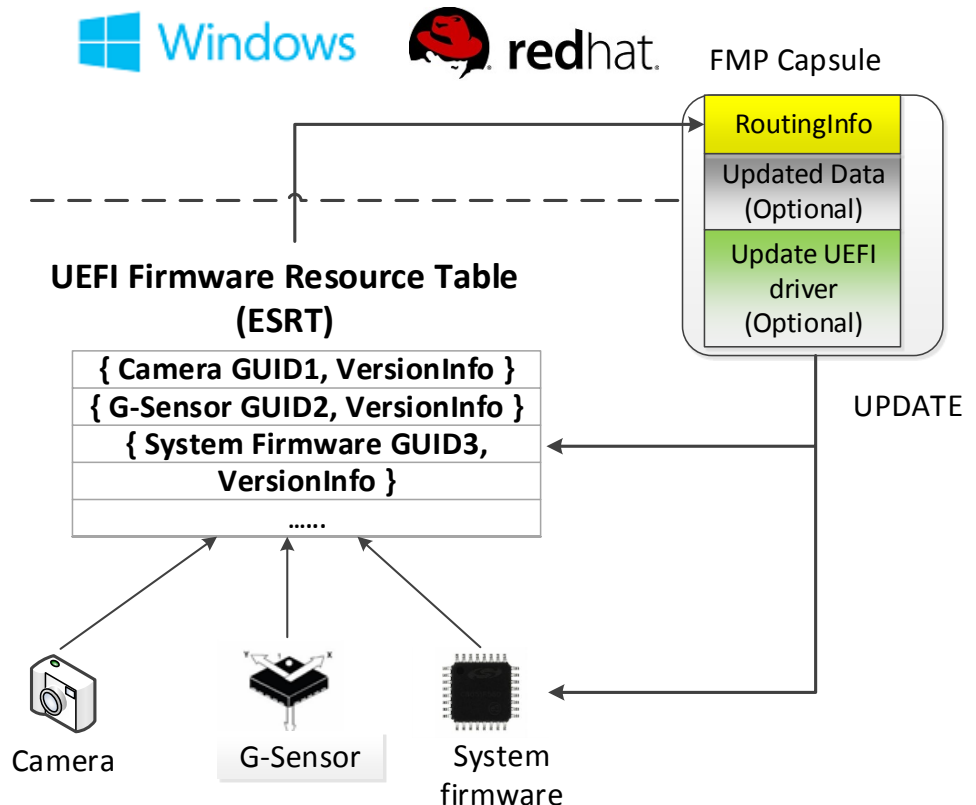 Windows
redhat.
FMP Capsule
RoutingInfo
Updated Data
(Optional)
Update UEFI
driver
(Optional)
UEFI Firmware Resource Table
(ESRT)
{ Camera GUID1, VersionInfo }
{ G-Sensor GUID2, VersionInfo }
{ System Firmware GUID3,
VersionInfo }
......
UPDATE
Y
X
Camera
G-Sensor
System
firmware